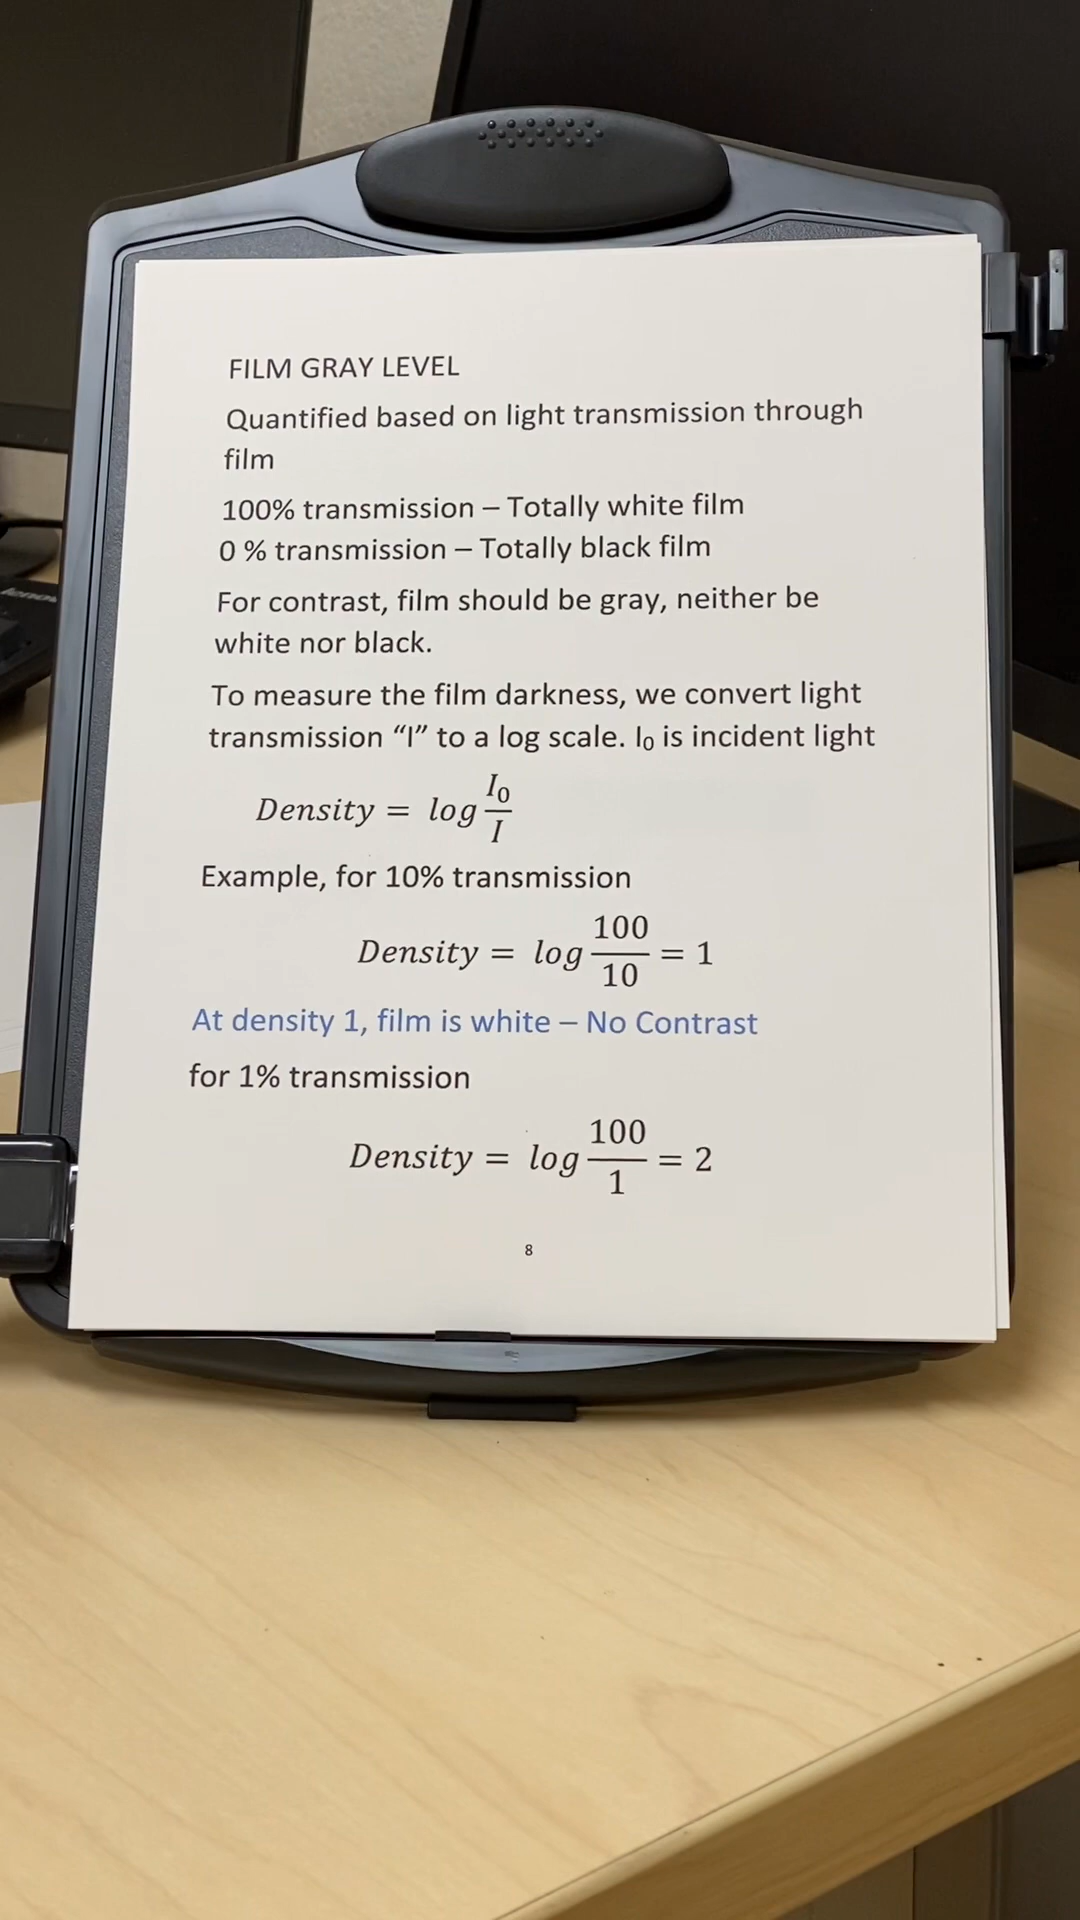 FILM GRAY LEVEL
Quantified based on light transmission through
film
100% transmission – Totally white film
0 % transmission – Totally black film
For contrast, film should be gray, neither be
white nor black.
To measure the film darkness, we convert light
transmission “I” to a log scale. I₀ is incident light
Density = log I₀/I
Example, for 10% transmission
Density = log 100/10 = 1
At density 1, film is white – No Contrast
for 1% transmission
Density = log 100/1 = 2
8
lenovo